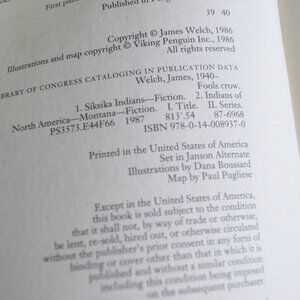 First pub
Published in
39 40
Copyright © James Welch, 1986
Illustrations and map copyright © Viking Penguin Inc., 1986
All rights reserved
BRARY OF CONGRESS CATALOGING IN PUBLICATION DATA
Welch, James, 1940–
Fools crow.
1. Siksika Indians—Fiction. 2. Indians of
North America—Montana—Fiction. I. Title. II. Series.
PS3573.E44F66 1987 813'.54 87-6968
ISBN 978-0-14-008937-0
Printed in the United States of America
Set in Janson Alternate
Illustrations by Dana Boussard
Map by Paul Pugliese
Except in the United States of America,
this book is sold subject to the condition
that it shall not, by way of trade or otherwise,
be lent, re-sold, hired out, or otherwise circulated
without the publisher's prior consent in any form of
binding or cover other than that in which it is
published and without a similar condition
including this condition being imposed
on the subsequent purchaser.